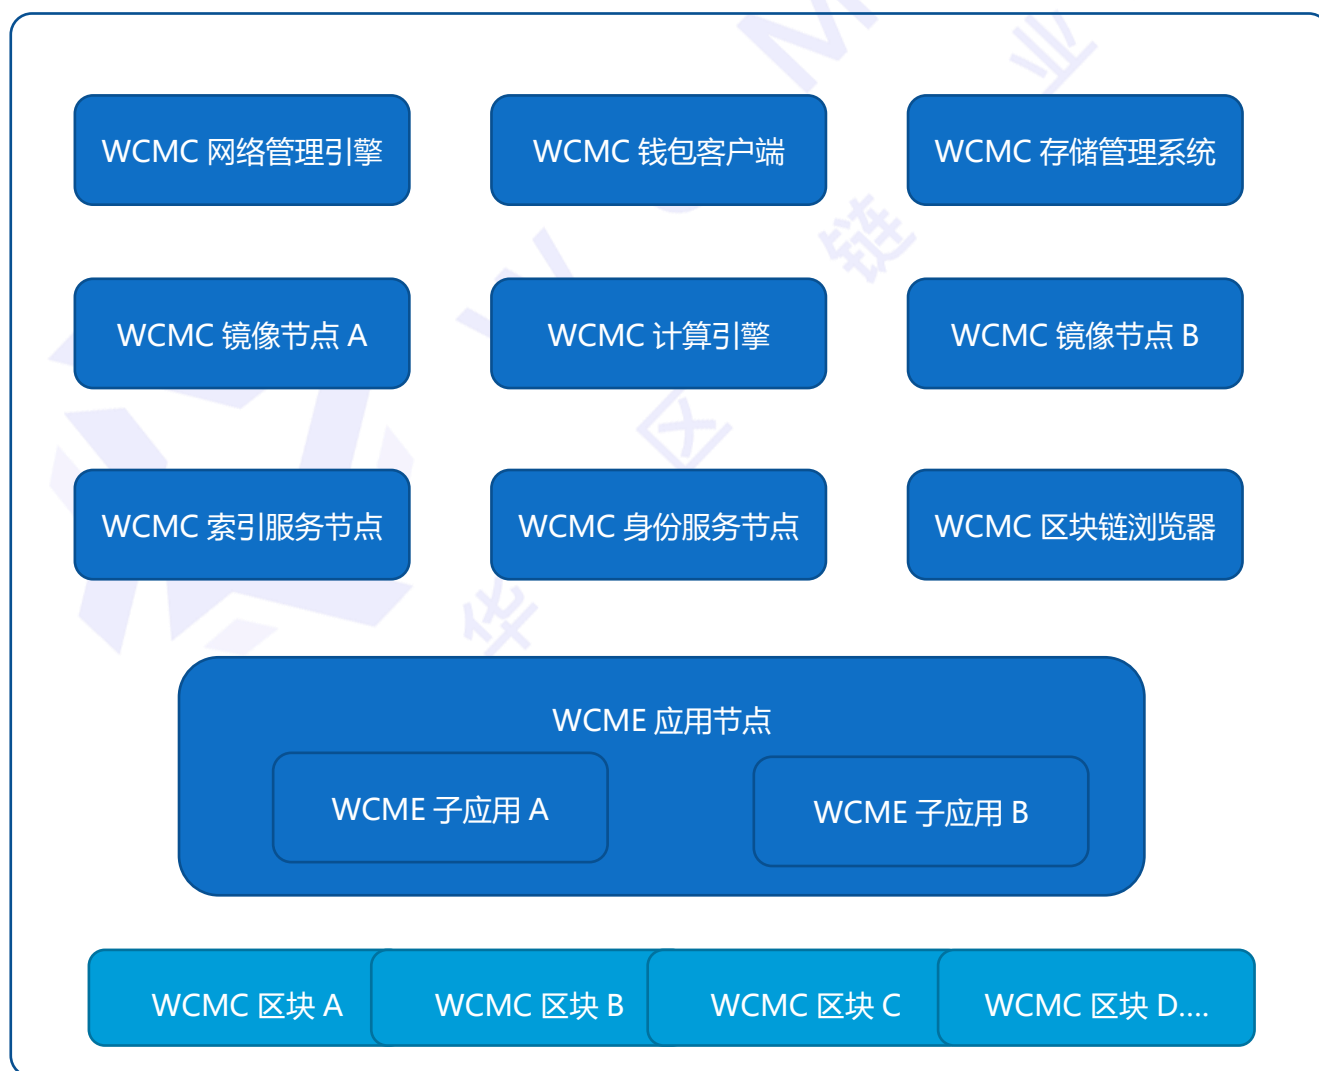 WCMC 网络管理引擎
WCMC 钱包客户端
WCMC 存储管理系统
WCMC 镜像节点 A
WCMC 计算引擎
WCMC 镜像节点 B
WCMC 索引服务节点
WCMC 身份服务节点
WCMC 区块链浏览器
WCME 应用节点
WCME 子应用 A
WCME 子应用 B
WCMC 区块 A
WCMC 区块 B
WCMC 区块 C
WCMC 区块 D....
华 区 链 业